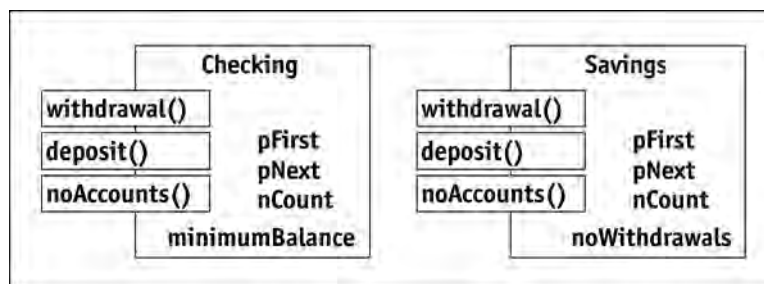 Checking
withdrawal()
deposit()
noAccounts()
pFirst
pNext
nCount
minimumBalance
Savings
withdrawal()
deposit()
noAccounts()
pFirst
pNext
nCount
noWithdrawals